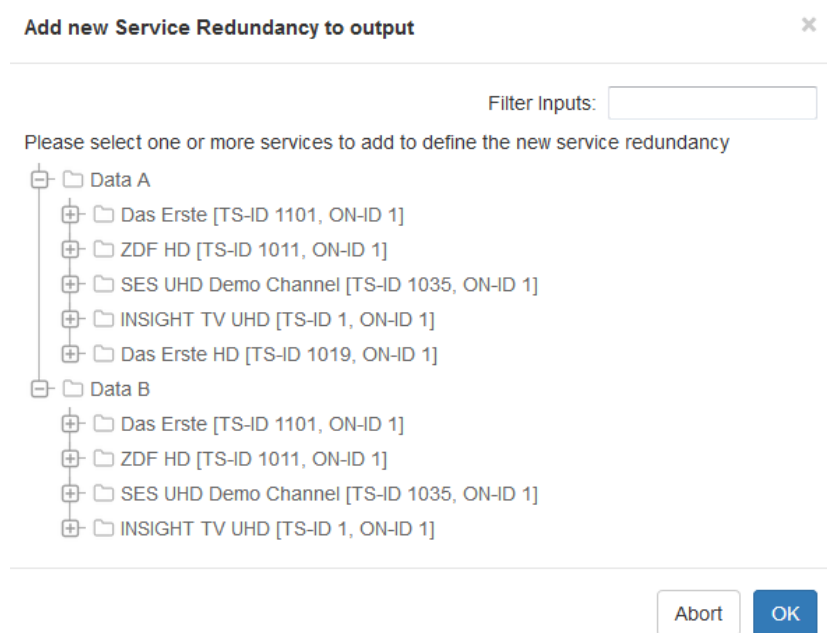 Add new Service Redundancy to output
×
Filter Inputs:
Please select one or more services to add to define the new service redundancy
Data A
Das Erste [TS-ID 1101, ON-ID 1]
ZDF HD [TS-ID 1011, ON-ID 1]
SES UHD Demo Channel [TS-ID 1035, ON-ID 1]
INSIGHT TV UHD [TS-ID 1, ON-ID 1]
Das Erste HD [TS-ID 1019, ON-ID 1]
Data B
Das Erste [TS-ID 1101, ON-ID 1]
ZDF HD [TS-ID 1011, ON-ID 1]
SES UHD Demo Channel [TS-ID 1035, ON-ID 1]
INSIGHT TV UHD [TS-ID 1, ON-ID 1]
Abort OK